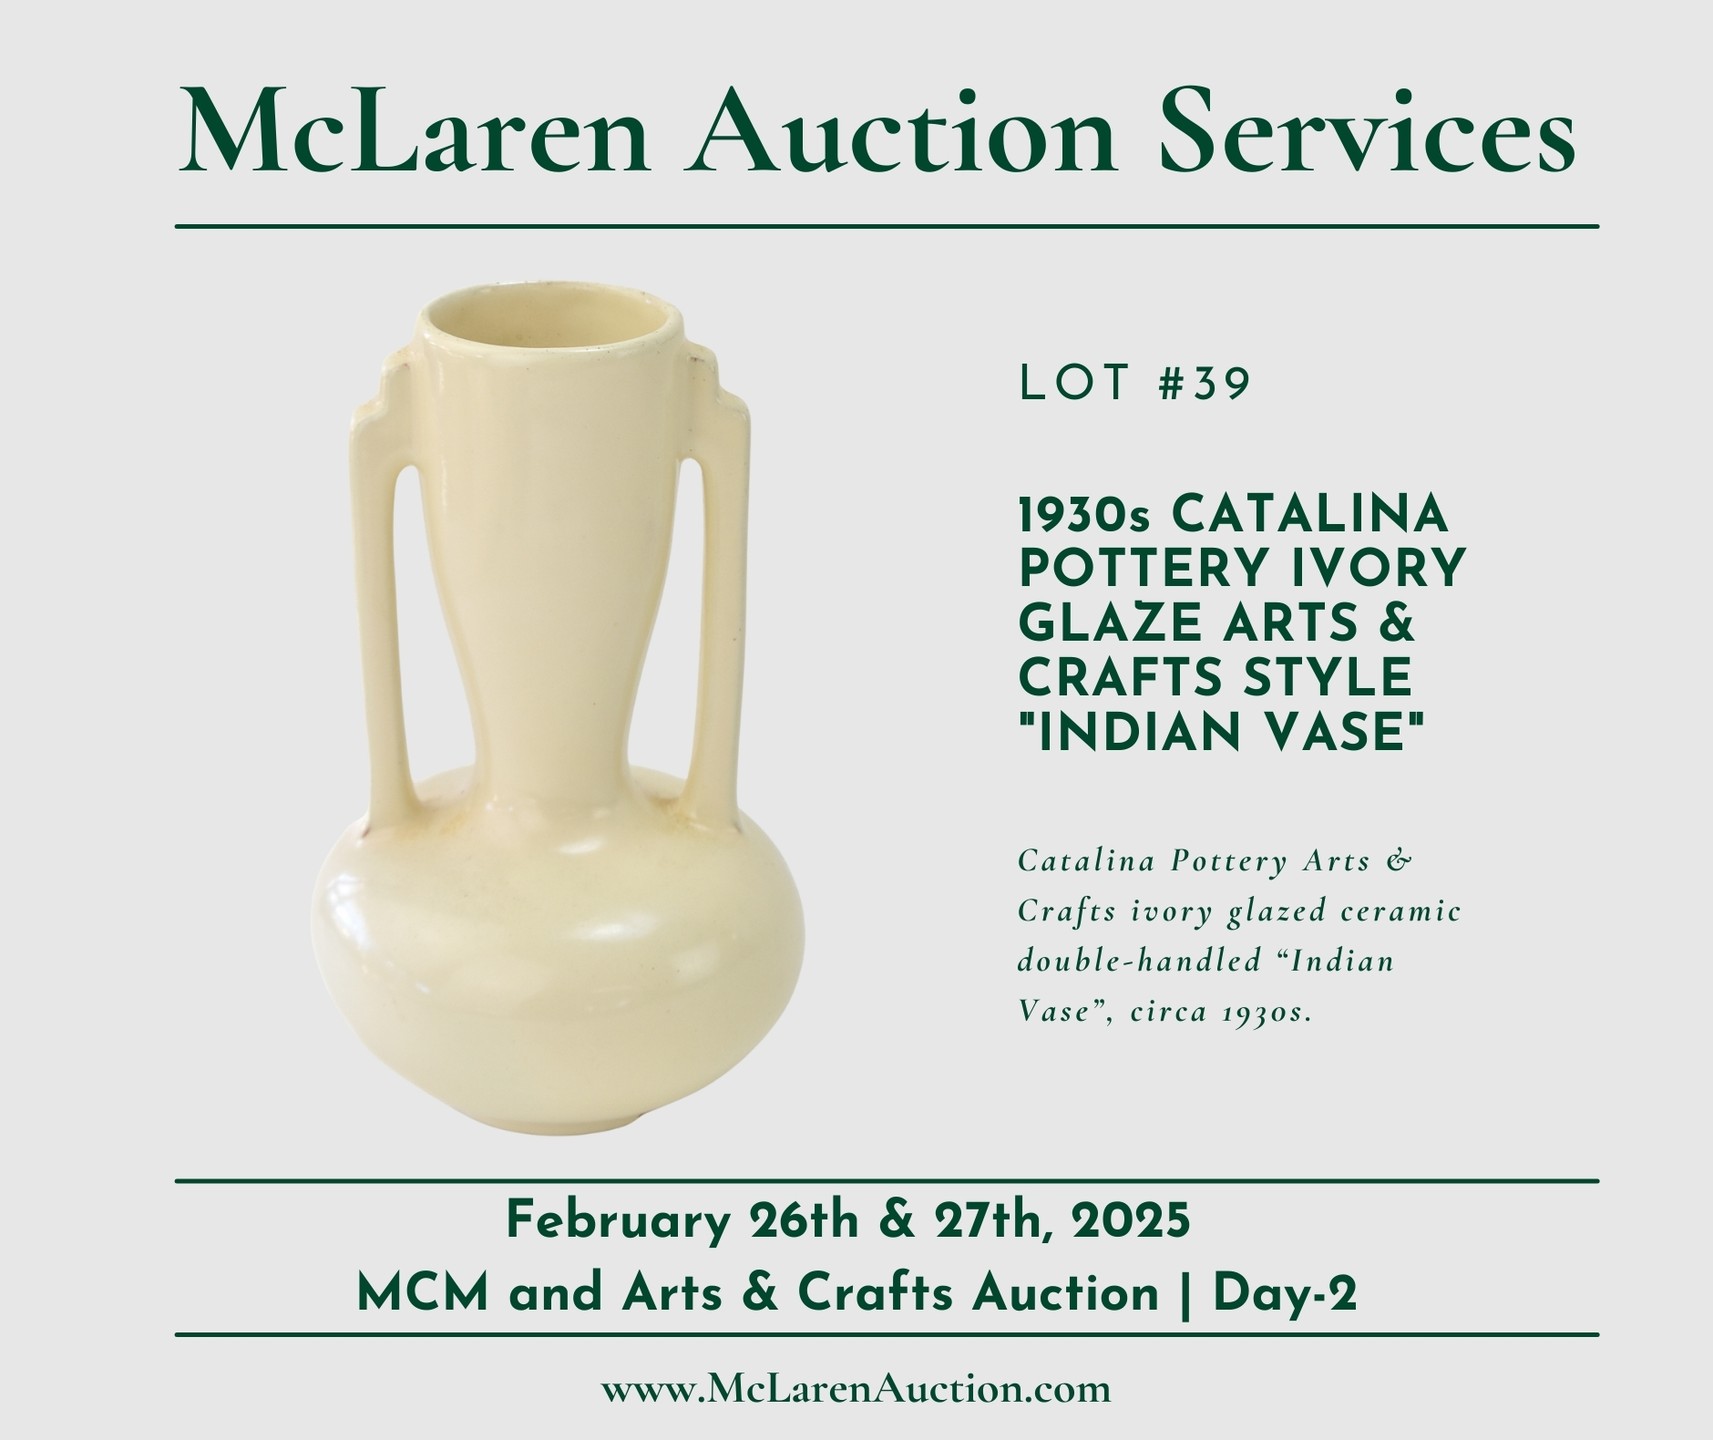 McLaren Auction Services
LOT #39
1930s CATALINA
POTTERY IVORY
GLAZE ARTS &
CRAFTS STYLE
"INDIAN VASE"
Catalina Pottery Arts &
Crafts ivory glazed ceramic
double-handled “Indian
Vase”, circa 1930s.
February 26th & 27th, 2025
MCM and Arts & Crafts Auction | Day-2
www.McLarenAuction.com